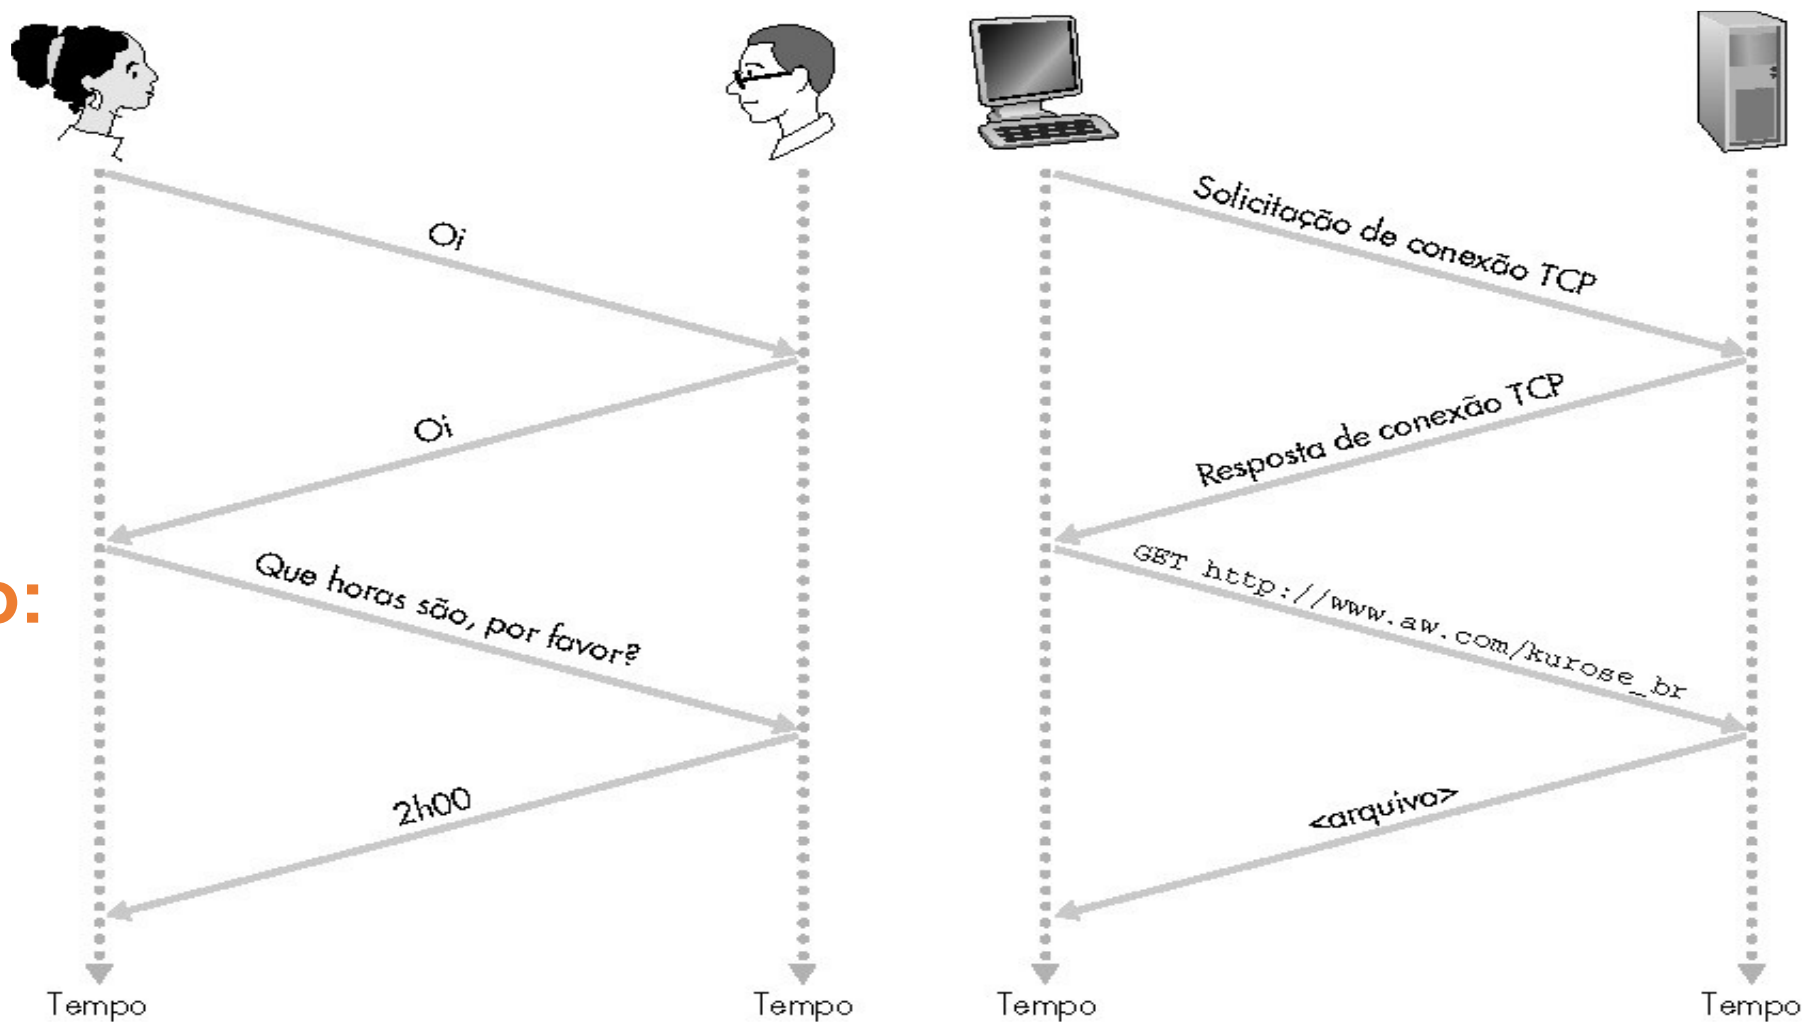 Oi
Oi
Que horas são, por favor?
2h00
Tempo
Tempo
Solicitação de conexão TCP
Resposta de conexão TCP
GET http://www.aw.com/kurose_br
<arquivo>
Tempo
Tempo
o: